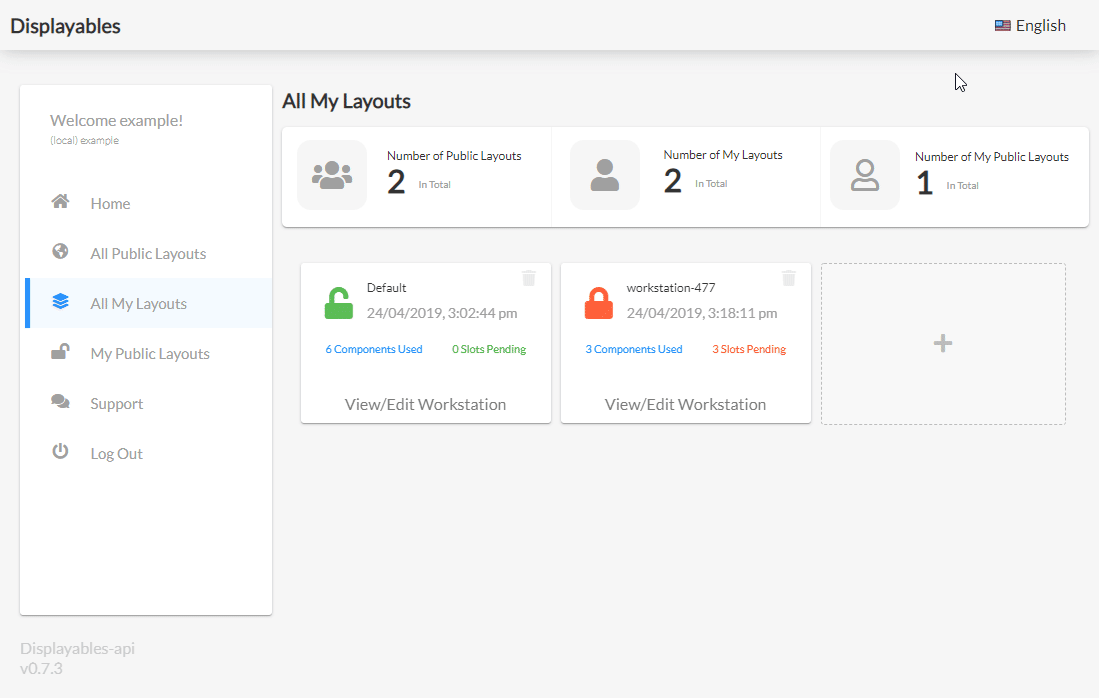 Displayables
English
Welcome example!
(local) example
Home
All Public Layouts
All My Layouts
My Public Layouts
Support
Log Out
Displayables-api
v0.7.3
All My Layouts
Number of Public Layouts
2 In Total
Number of My Layouts
2 In Total
Number of My Public Layouts
1 In Total
Default
24/04/2019, 3:02:44 pm
6 Components Used 0 Slots Pending
View/Edit Workstation
workstation-477
24/04/2019, 3:18:11 pm
3 Components Used 3 Slots Pending
View/Edit Workstation
+